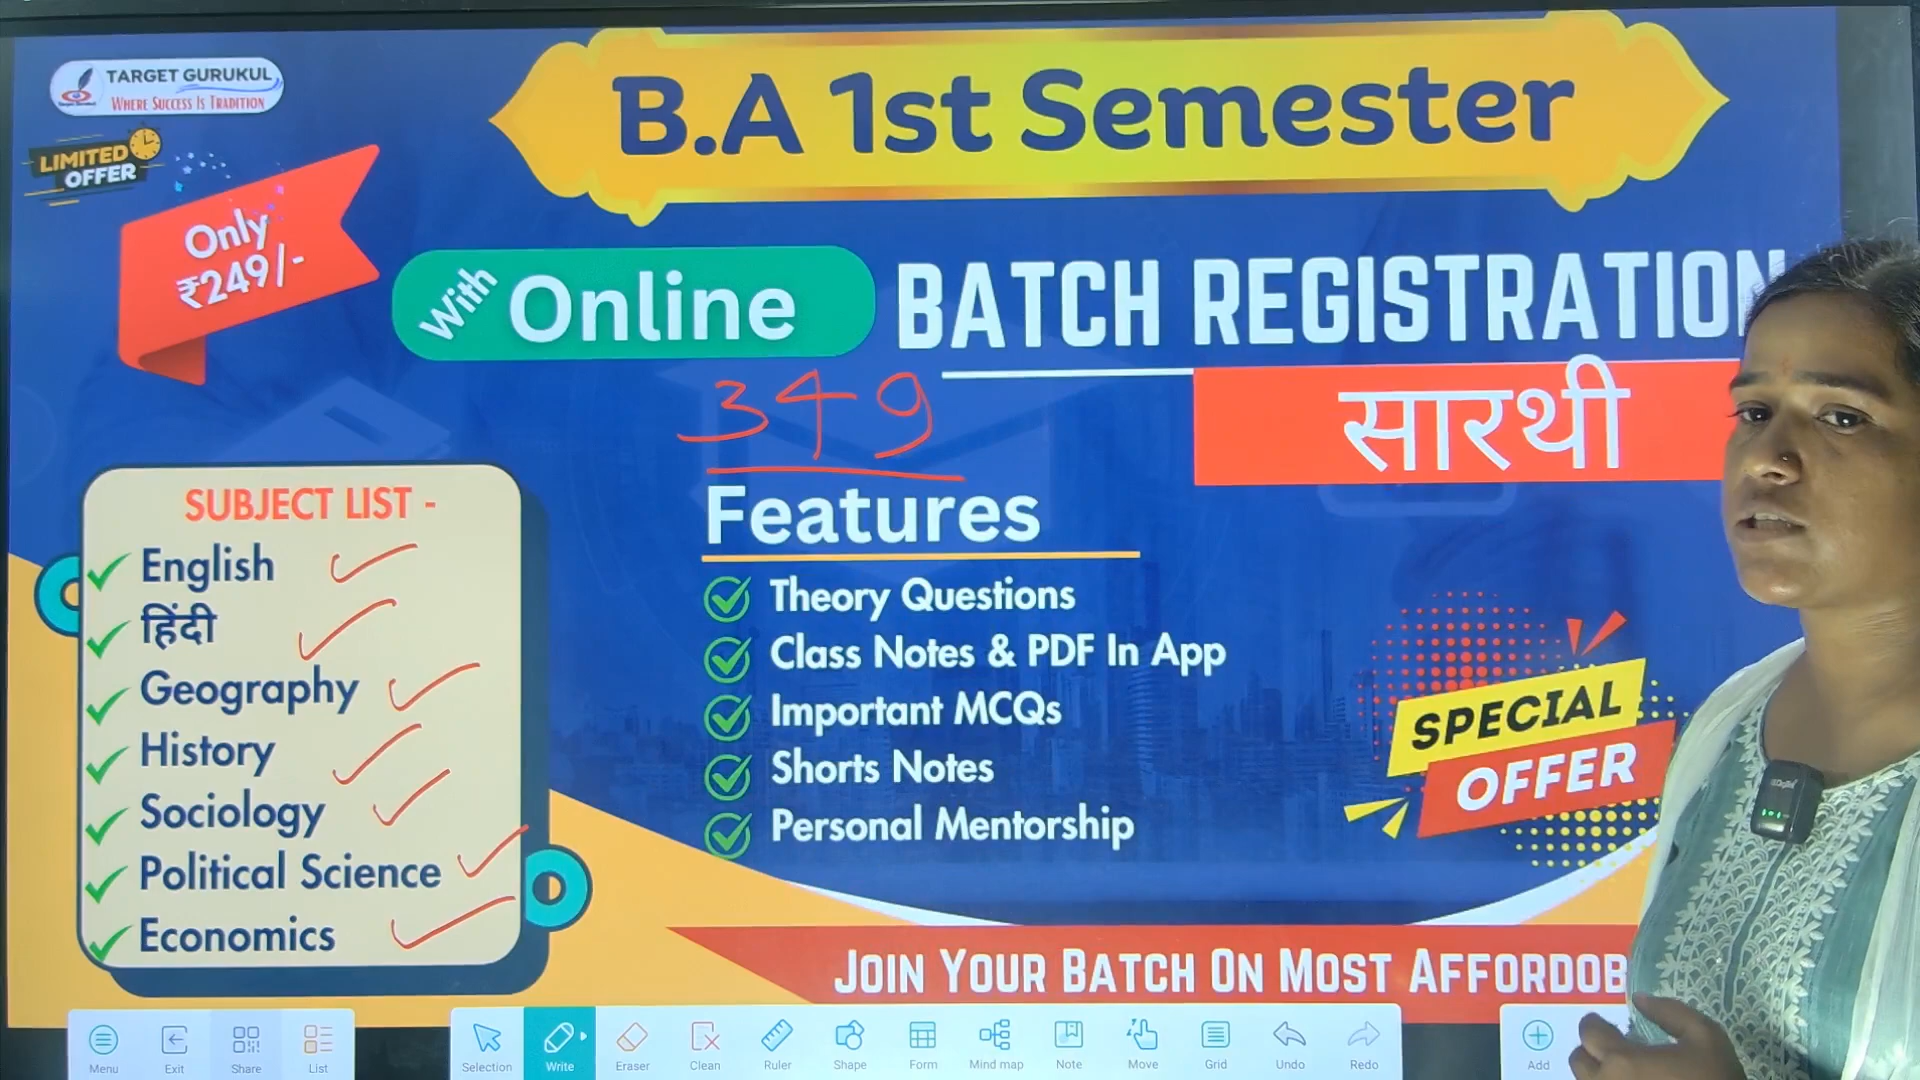 TARGET GURUKUL
WHERE SUCCESS IS TRADITION
LIMITED
OFFER
Only
₹249/-
B.A 1st Semester
With Online BATCH REGISTRATION
349
सारथी
SUBJECT LIST -
English
हिंदी
Geography
History
Sociology
Political Science
Economics
Features
Theory Questions
Class Notes & PDF In App
Important MCQs
Shorts Notes
Personal Mentorship
SPECIAL
OFFER
JOIN YOUR BATCH ON MOST AFFORDOB
Menu Exit Share List Selection Write Eraser Clean Ruler Shape Form Mind map Note Move Grid Undo Redo Add